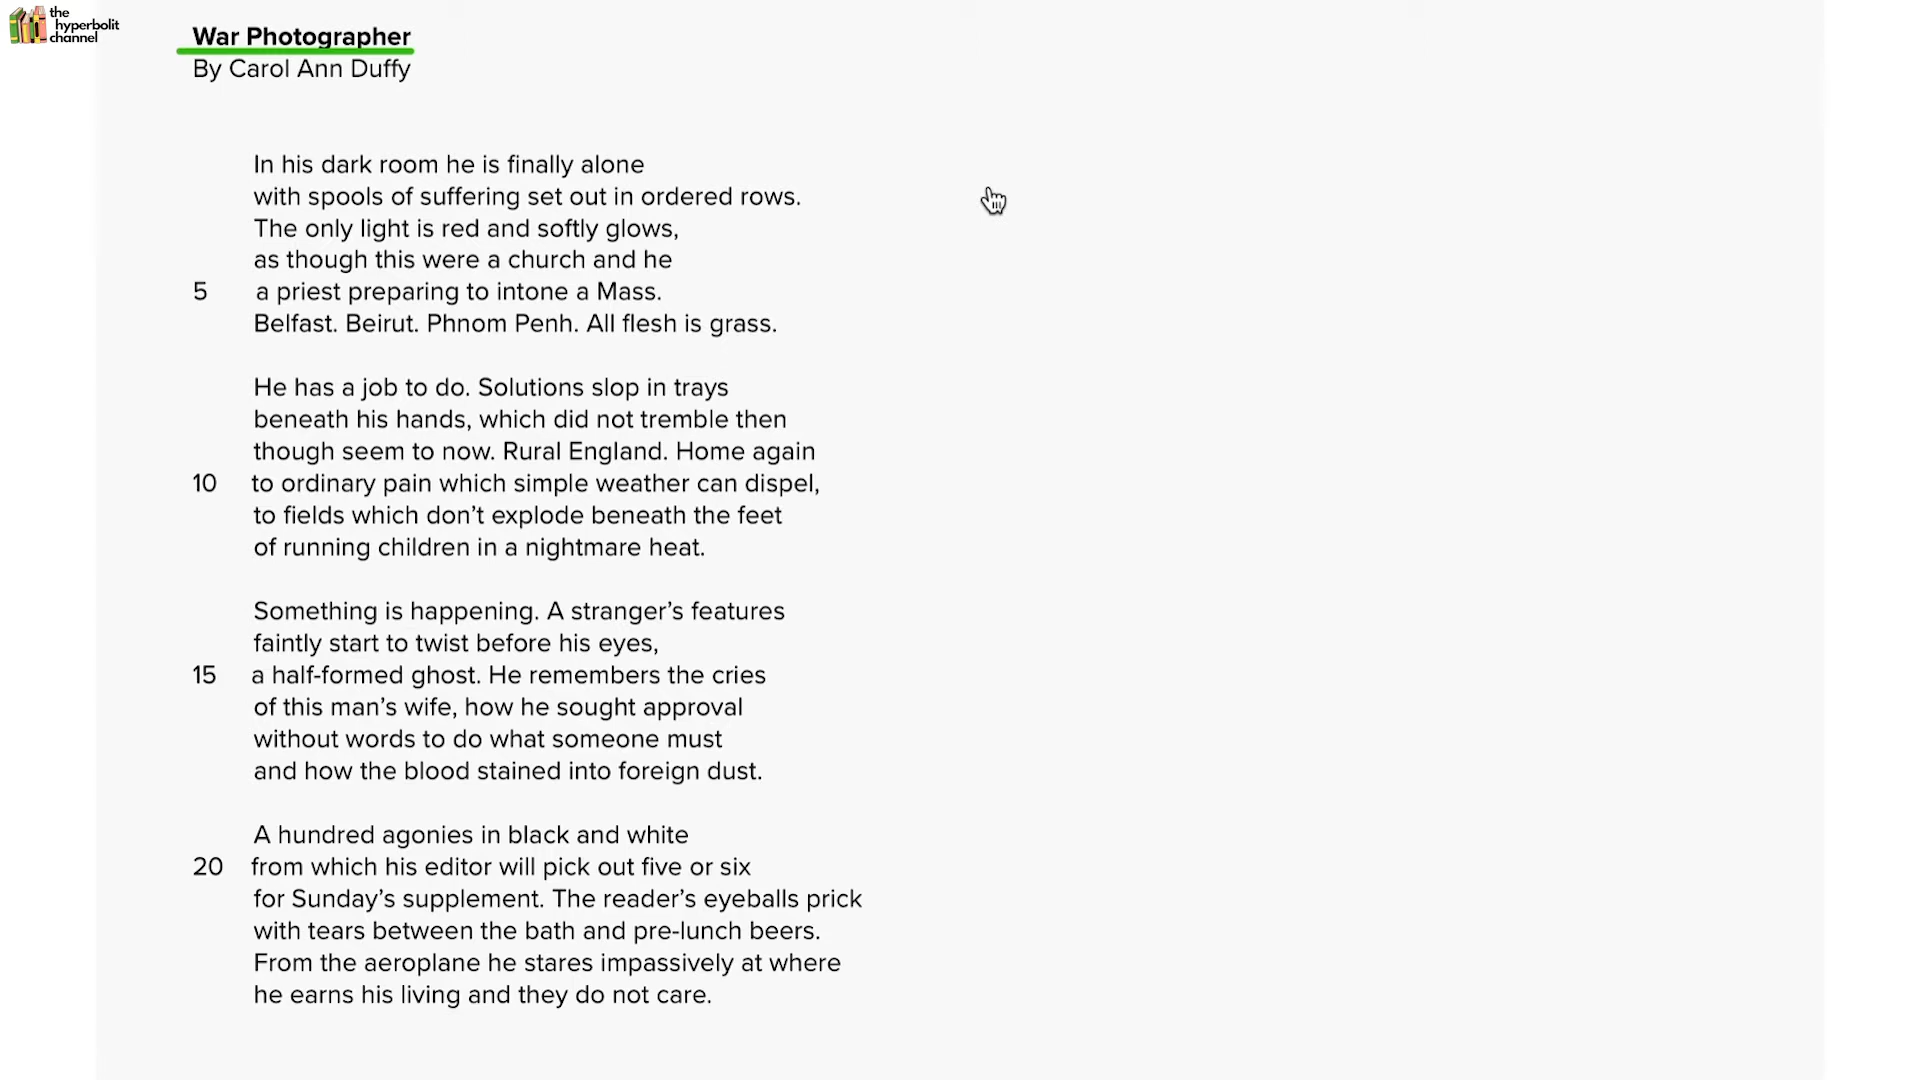 the
hyperbolit
channel
War Photographer
By Carol Ann Duffy
In his dark room he is finally alone
with spools of suffering set out in ordered rows.
The only light is red and softly glows,
as though this were a church and he
5 a priest preparing to intone a Mass.
Belfast. Beirut. Phnom Penh. All flesh is grass.
He has a job to do. Solutions slop in trays
beneath his hands, which did not tremble then
though seem to now. Rural England. Home again
10 to ordinary pain which simple weather can dispel,
to fields which don’t explode beneath the feet
of running children in a nightmare heat.
Something is happening. A stranger’s features
faintly start to twist before his eyes,
15 a half-formed ghost. He remembers the cries
of this man’s wife, how he sought approval
without words to do what someone must
and how the blood stained into foreign dust.
A hundred agonies in black and white
20 from which his editor will pick out five or six
for Sunday’s supplement. The reader’s eyeballs prick
with tears between the bath and pre-lunch beers.
From the aeroplane he stares impassively at where
he earns his living and they do not care.